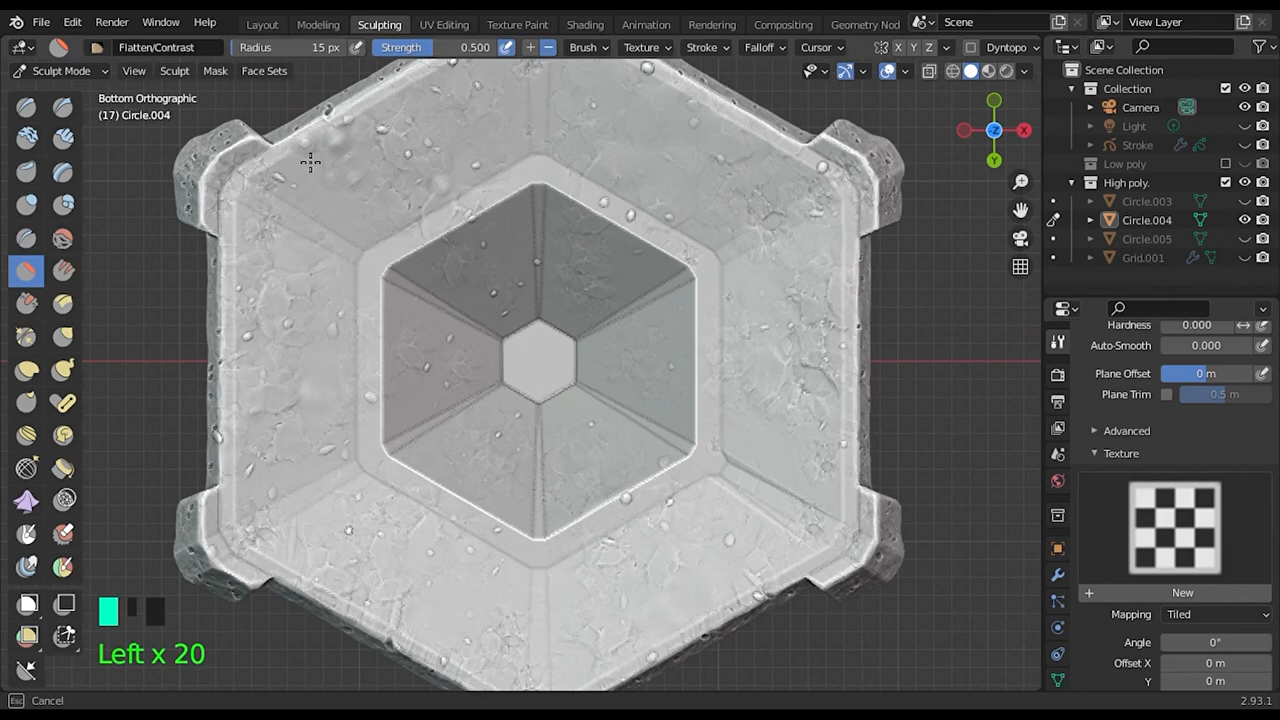 File Edit Render Window Help Layout Modeling Sculpting UV Editing Texture Paint Shading Animation Rendering Compositing Geometry Nod Scene View Layer
Flatten/Contrast Radius 15 px Strength 0.500 Brush Texture Stroke Falloff Cursor X Y Z Dyntopo
Sculpt Mode View Sculpt Mask Face Sets
Bottom Orthographic
(17) Circle.004
X
-Z
Y
Scene Collection
Collection
Camera
Light
Stroke
Low poly
High poly.
Circle.003
Circle.004
Circle.005
Grid.001
Hardness 0.000
Auto-Smooth 0.000
Plane Offset 0 m
Plane Trim 0.5 m
Advanced
Texture
New
Mapping Tiled
Angle 0°
Offset X 0 m
Y 0 m
Left x 20
Esc Cancel 2.93.1